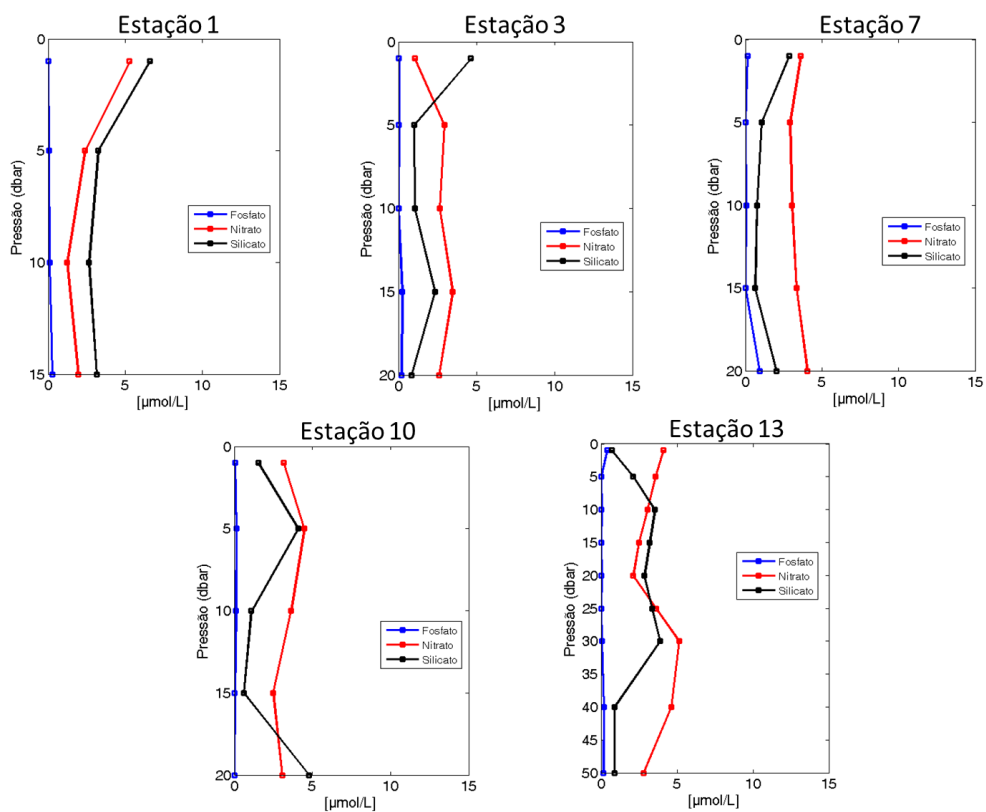 Estação 1
0
5
10
15
Pressão (dbar)
Fosfato
Nitrato
Silicato
0 5 10 15
[µmol/L]
Estação 3
0
5
10
15
20
Pressão (dbar)
Fosfato
Nitrato
Silicato
0 5 10 15
[µmol/L]
Estação 7
0
5
10
15
20
Pressão (dbar)
Fosfato
Nitrato
Silicato
0 5 10 15
[µmol/L]
Estação 10
0
5
10
15
20
Pressão (dbar)
Fosfato
Nitrato
Silicato
0 5 10 15
[µmol/L]
Estação 13
0
5
10
15
20
25
30
40
50
Pressão (dbar)
Fosfato
Nitrato
Silicato
0 5 10 15
[µmol/L]